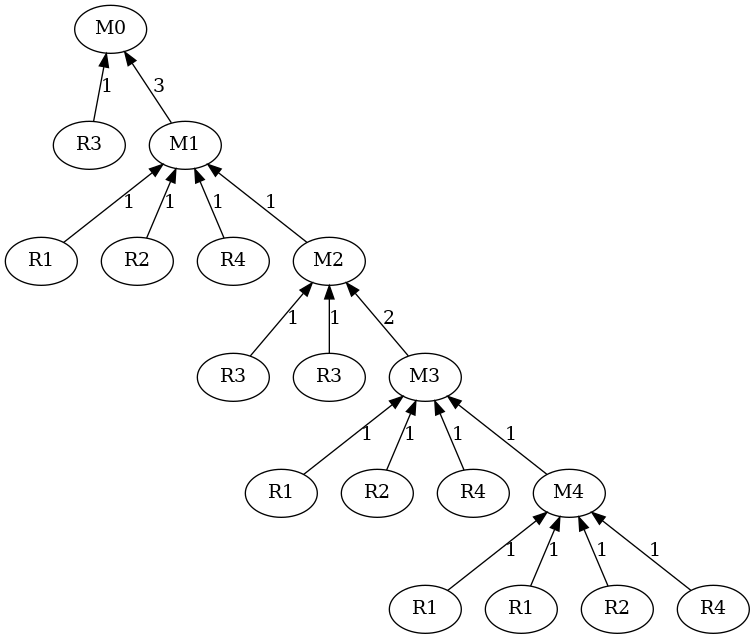 M0
1 3
R3 M1
1 1 1 1
R1 R2 R4 M2
1 1 2
R3 R3 M3
1 1 1 1
R1 R2 R4 M4
1 1 1 1
R1 R1 R2 R4